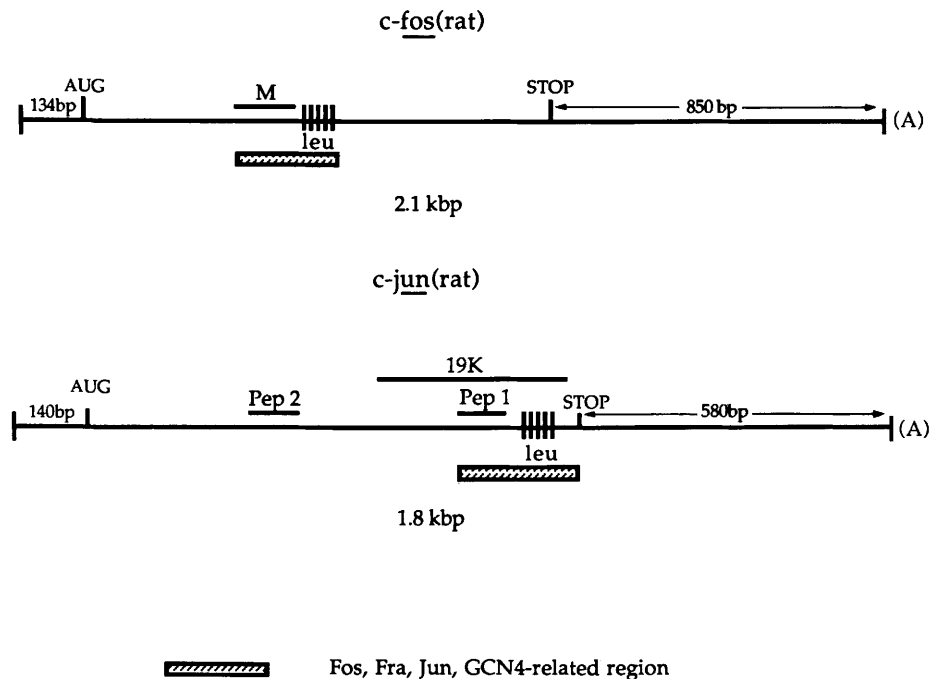 c-fos(rat)
134bp AUG M STOP 850 bp (A)
leu
2.1 kbp
c-jun(rat)
19K
140bp AUG Pep 2 Pep 1 STOP 580bp (A)
leu
1.8 kbp
Fos, Fra, Jun, GCN4-related region